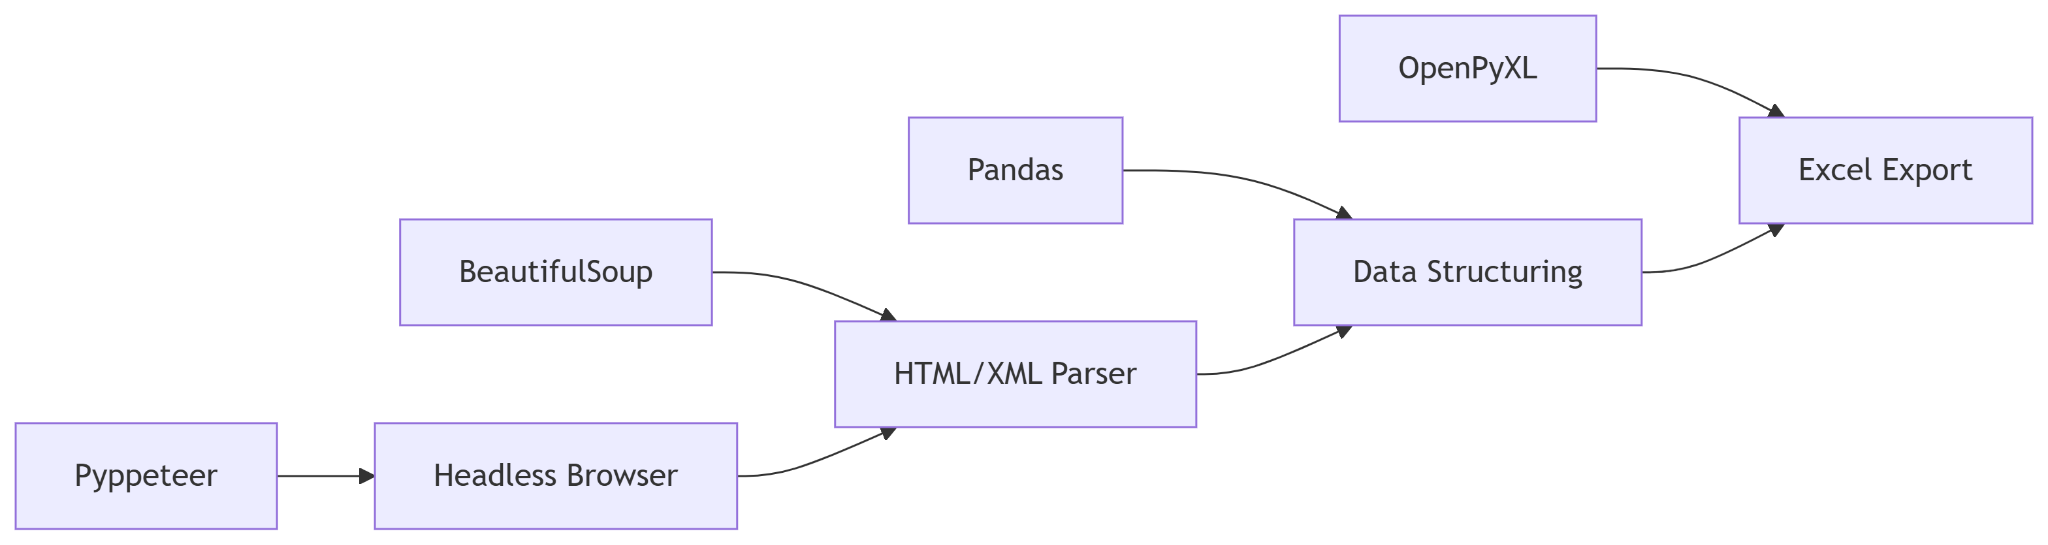 OpenPyXL
Pandas
Excel Export
BeautifulSoup
Data Structuring
HTML/XML Parser
Pyppeteer
Headless Browser